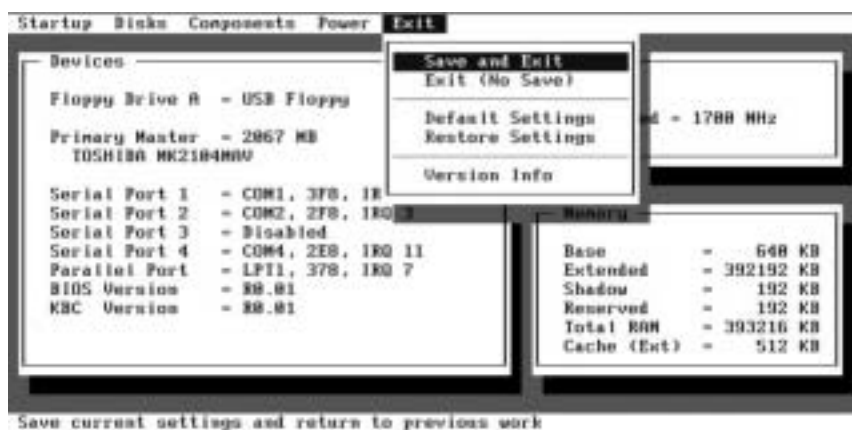 Startup Disks Components Power Exit
Save and Exit
Exit (No Save)
Default Settings
Restore Settings
Version Info
Devices
Floppy Drive A = USB Floppy
Primary Master = 2067 MB
TOSHIBA MK2104MAV
Serial Port 1 = COM1, 3F8,
Serial Port 2 = COM2, 2F8, IRQ 3
Serial Port 3 = Disabled
Serial Port 4 = COM4, 2E8, IRQ 11
Parallel Port = LPT1, 378, IRQ 7
BIOS Version = R0.01
KBC Version = R0.01
= 1700 MHz
Memory
Base = 640 KB
Extended = 392192 KB
Shadow = 192 KB
Reserved = 192 KB
Total RAM = 393216 KB
Cache (Ext) = 512 KB
Save current settings and return to previous work